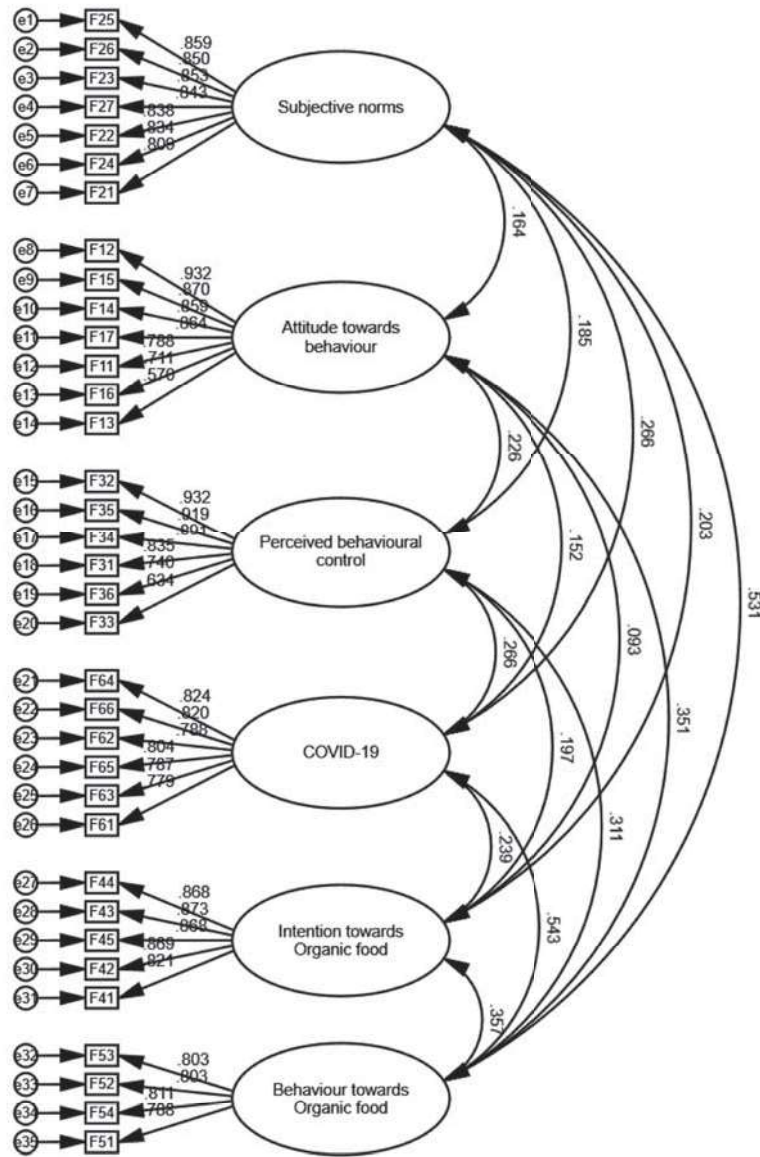 e1 F25
e2 F26
e3 F23
e4 F27
e5 F22
e6 F24
e7 F21
.859
.850
.853
.843
.838
.834
.809
Subjective norms
e8 F12
e9 F15
e10 F14
e11 F17
e12 F11
e13 F16
e14 F13
.932
.870
.859
.864
.788
.711
.570
Attitude towards
behaviour
e15 F32
e16 F35
e17 F34
e18 F31
e19 F36
e20 F33
.932
.919
.891
.835
.740
.634
Perceived behavioural
control
e21 F64
e22 F66
e23 F62
e24 F65
e25 F63
e26 F61
.824
.820
.788
.804
.787
.779
COVID-19
e27 F44
e28 F43
e29 F45
e30 F42
e31 F41
.868
.873
.868
.869
.821
Intention towards
Organic food
e32 F53
e33 F52
e34 F54
e35 F51
.803
.803
.811
.788
Behaviour towards
Organic food
.164
.185
.266
.203
.531
.226
.152
.093
.351
.266
.197
.311
.239
.543
.357